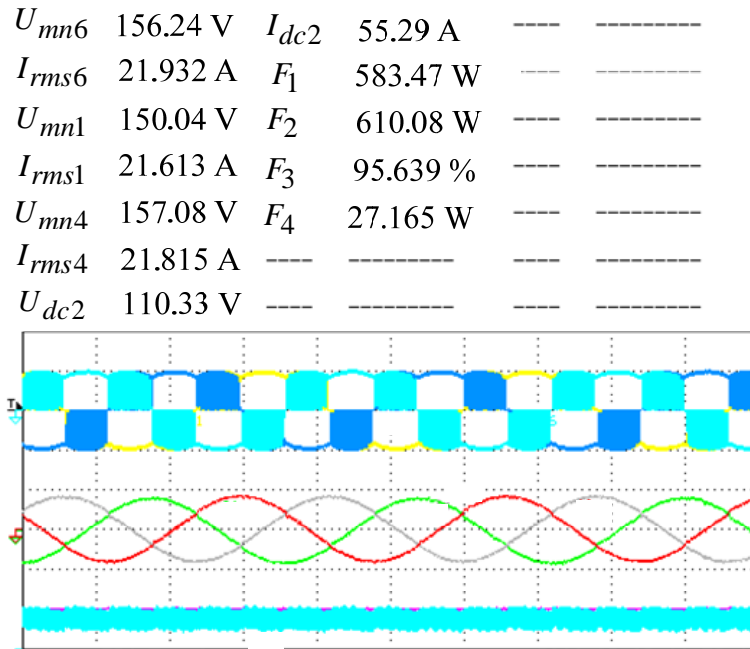 Umn6 156.24 V Idc2 55.29 A ---- ---------
Irms6 21.932 A F1 583.47 W ---- ---------
Umn1 150.04 V F2 610.08 W ---- ---------
Irms1 21.613 A F3 95.639 % ---- ---------
Umn4 157.08 V F4 27.165 W ---- ---------
Irms4 21.815 A ---- --------- ---- ---------
Udc2 110.33 V ---- --------- ---- ---------
T
1